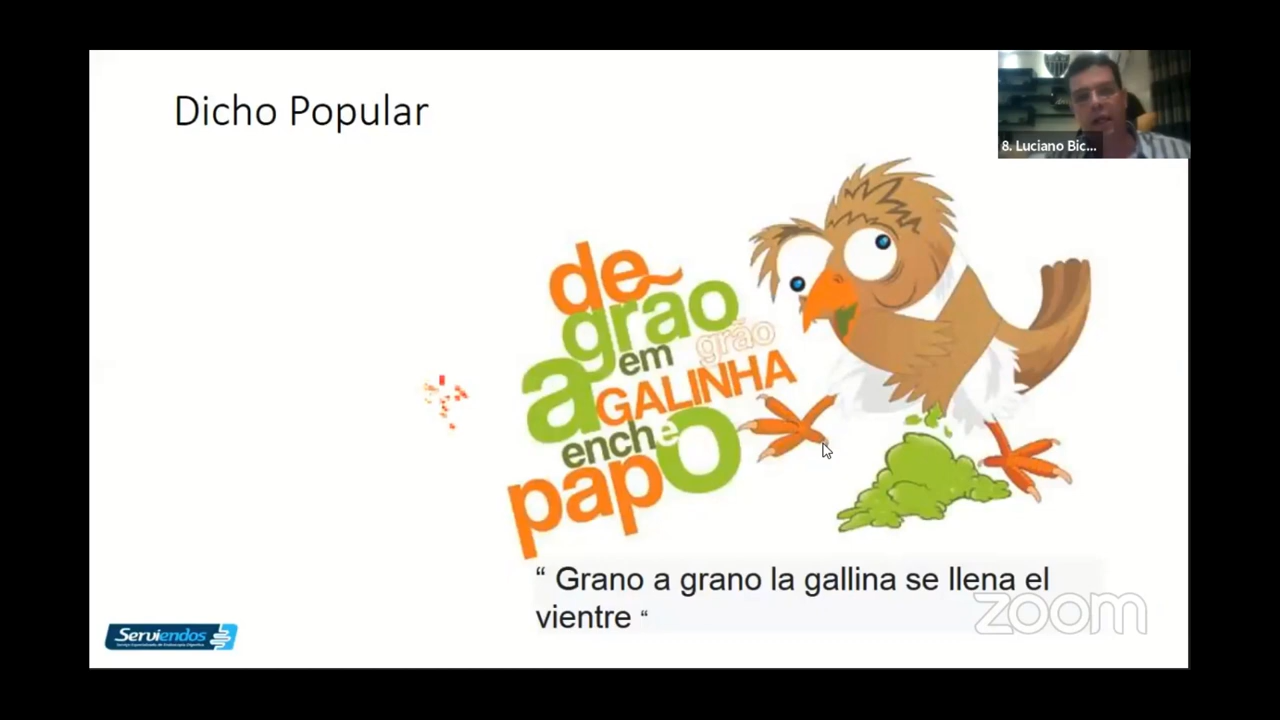 Dicho Popular
8. Luciano Bic...
de
grão
em grão
a GALINHA
enche o
papo
“ Grano a grano la gallina se llena el
vientre “
zoom
Serviendos